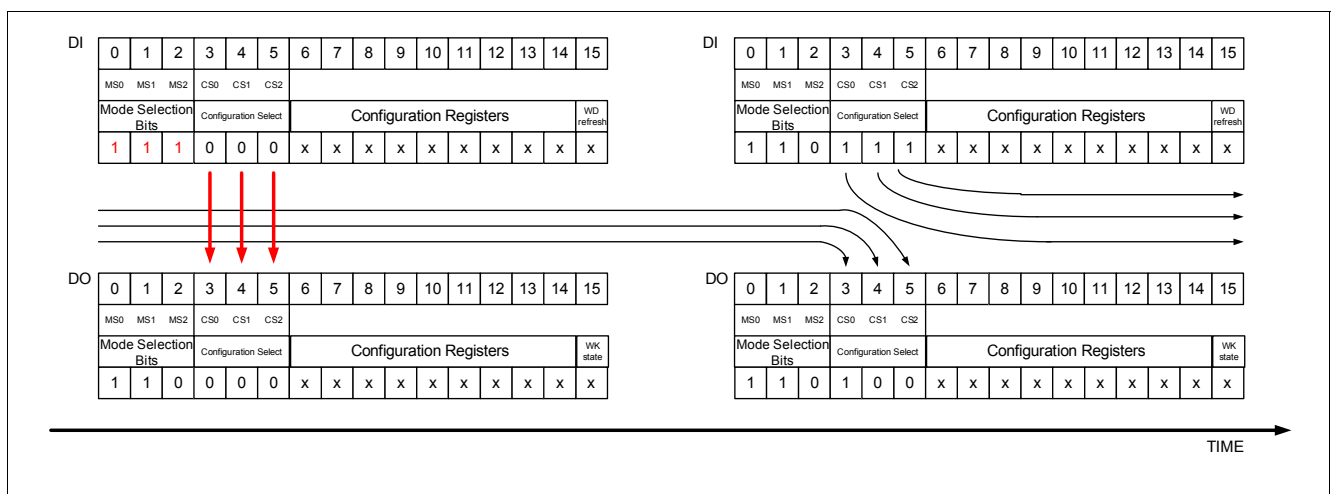 DI 0 1 2 3 4 5 6 7 8 9 10 11 12 13 14 15
MS0 MS1 MS2 CS0 CS1 CS2
Mode Selection Bits Configuration Select Configuration Registers WD refresh
1 1 1 0 0 0 x x x x x x x x x x
DI 0 1 2 3 4 5 6 7 8 9 10 11 12 13 14 15
MS0 MS1 MS2 CS0 CS1 CS2
Mode Selection Bits Configuration Select Configuration Registers WD refresh
1 1 0 1 1 1 x x x x x x x x x x
DO 0 1 2 3 4 5 6 7 8 9 10 11 12 13 14 15
MS0 MS1 MS2 CS0 CS1 CS2
Mode Selection Bits Configuration Select Configuration Registers WK state
1 1 0 0 0 0 x x x x x x x x x x
DO 0 1 2 3 4 5 6 7 8 9 10 11 12 13 14 15
MS0 MS1 MS2 CS0 CS1 CS2
Mode Selection Bits Configuration Select Configuration Registers WK state
1 1 0 1 0 0 x x x x x x x x x x
TIME